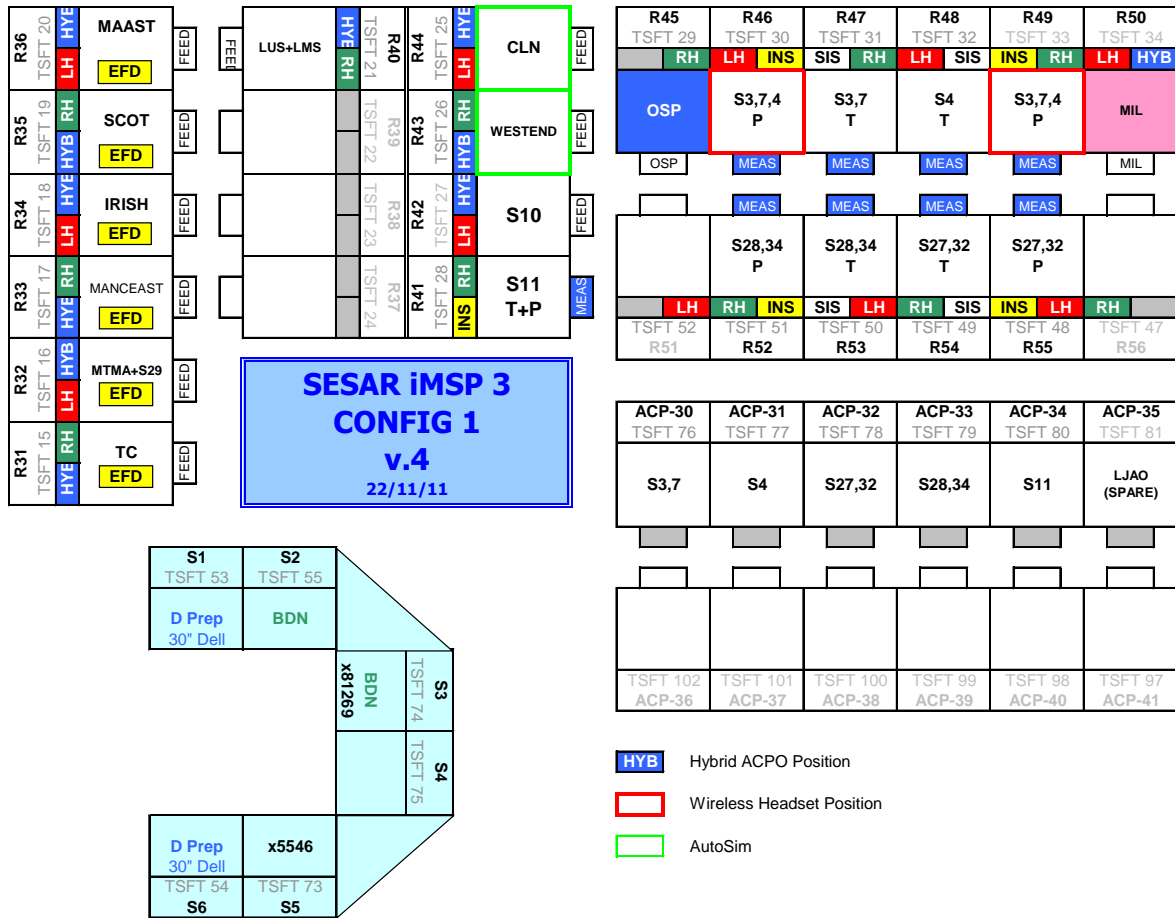 R36
TSFT 20
HYB
LH
MAAST
EFD
FEED
R35
TSFT 19
RH
HYB
SCOT
EFD
FEED
R34
TSFT 18
HYB
LH
IRISH
EFD
FEED
R33
TSFT 17
RH
HYB
MANCEAST
EFD
FEED
R32
TSFT 16
HYB
LH
MTMA+S29
EFD
FEED
R31
TSFT 15
RH
HYB
TC
EFD
FEED
FEED
LUS+LMS
HYB
RH
TSFT 21
R40
TSFT 22
R39
TSFT 23
R38
TSFT 24
R37
R44
TSFT 25
HYB
LH
CLN
FEED
R43
TSFT 26
RH
HYB
WESTEND
FEED
R42
TSFT 27
HYB
LH
S10
FEED
R41
TSFT 28
RH
INS
S11
T+P
MEAS
SESAR iMSP 3
CONFIG 1
v.4
22/11/11
R45 R46 R47 R48 R49 R50
TSFT 29 TSFT 30 TSFT 31 TSFT 32 TSFT 33 TSFT 34
RH LH INS SIS RH LH SIS INS RH LH HYB
OSP S3,7,4 S3,7 S4 S3,7,4 MIL
P T T P
OSP MEAS MEAS MEAS MEAS MIL
MEAS MEAS MEAS MEAS
S28,34 S28,34 S27,32 S27,32
P T T P
LH RH INS SIS LH RH SIS INS LH RH
TSFT 52 TSFT 51 TSFT 50 TSFT 49 TSFT 48 TSFT 47
R51 R52 R53 R54 R55 R56
ACP-30 ACP-31 ACP-32 ACP-33 ACP-34 ACP-35
TSFT 76 TSFT 77 TSFT 78 TSFT 79 TSFT 80 TSFT 81
S3,7 S4 S27,32 S28,34 S11 LJAO
(SPARE)
TSFT 102 TSFT 101 TSFT 100 TSFT 99 TSFT 98 TSFT 97
ACP-36 ACP-37 ACP-38 ACP-39 ACP-40 ACP-41
S1 S2
TSFT 53 TSFT 55
D Prep BDN
30" Dell
x81269
BDN
TSFT 74
S3
TSFT 75
S4
D Prep x5546
30" Dell
TSFT 54 TSFT 73
S6 S5
HYB Hybrid ACPO Position
Wireless Headset Position
AutoSim